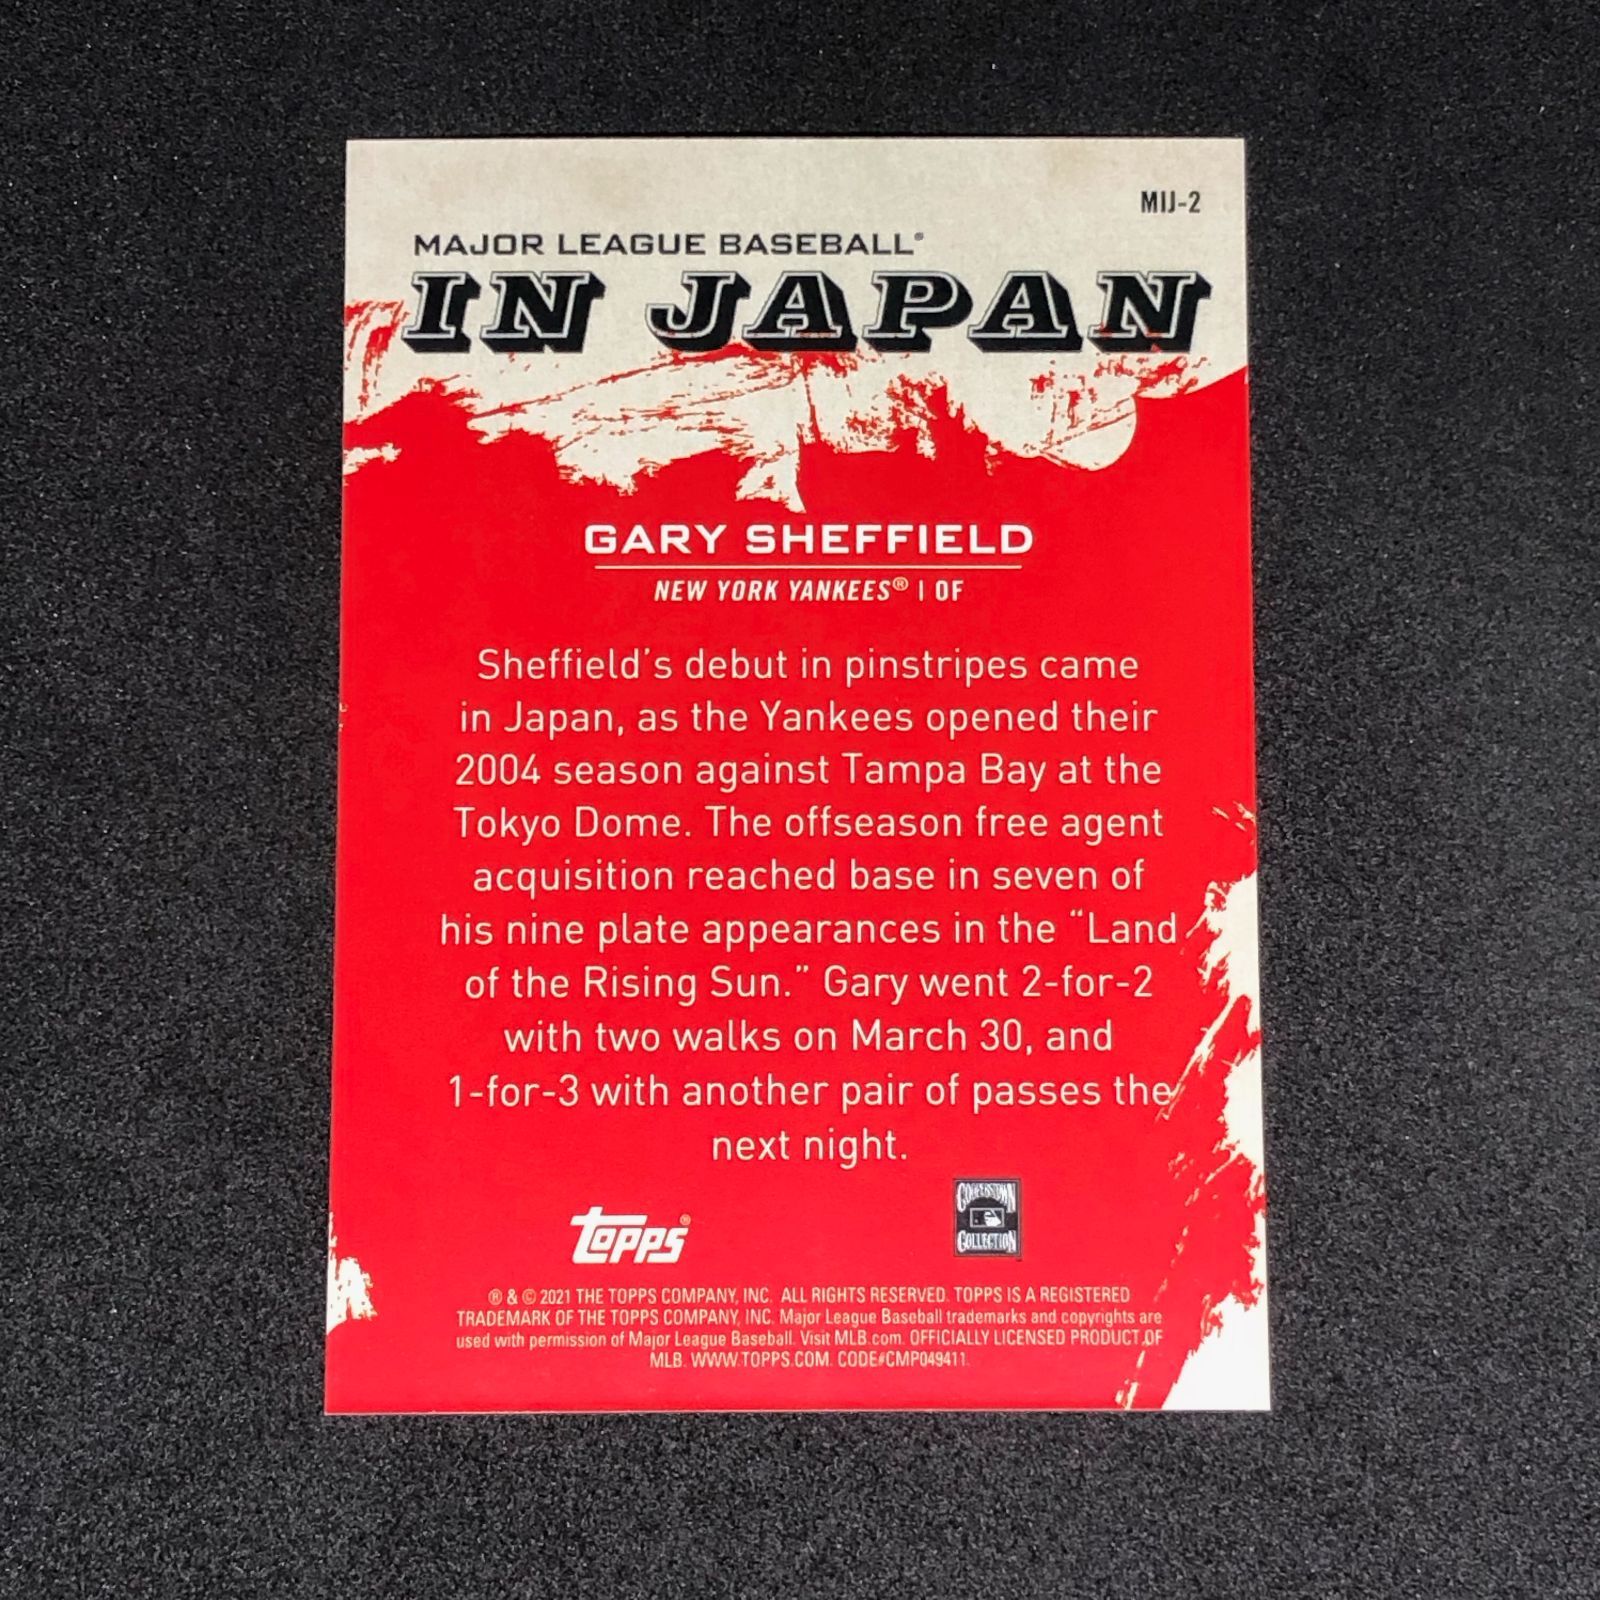 MIJ-2
MAJOR LEAGUE BASEBALL®
IN JAPAN
GARY SHEFFIELD
NEW YORK YANKEES® | OF
Sheffield's debut in pinstripes came
in Japan, as the Yankees opened their
2004 season against Tampa Bay at the
Tokyo Dome. The offseason free agent
acquisition reached base in seven of
his nine plate appearances in the “Land
of the Rising Sun.” Gary went 2-for-2
with two walks on March 30, and
1-for-3 with another pair of passes the
next night.
topps®
COOPERSTOWN
COLLECTION
® & © 2021 THE TOPPS COMPANY, INC. ALL RIGHTS RESERVED. TOPPS IS A REGISTERED
TRADEMARK OF THE TOPPS COMPANY, INC. Major League Baseball trademarks and copyrights are
used with permission of Major League Baseball. Visit MLB.com. OFFICIALLY LICENSED PRODUCT OF
MLB. WWW.TOPPS.COM. CODE#CMP049411